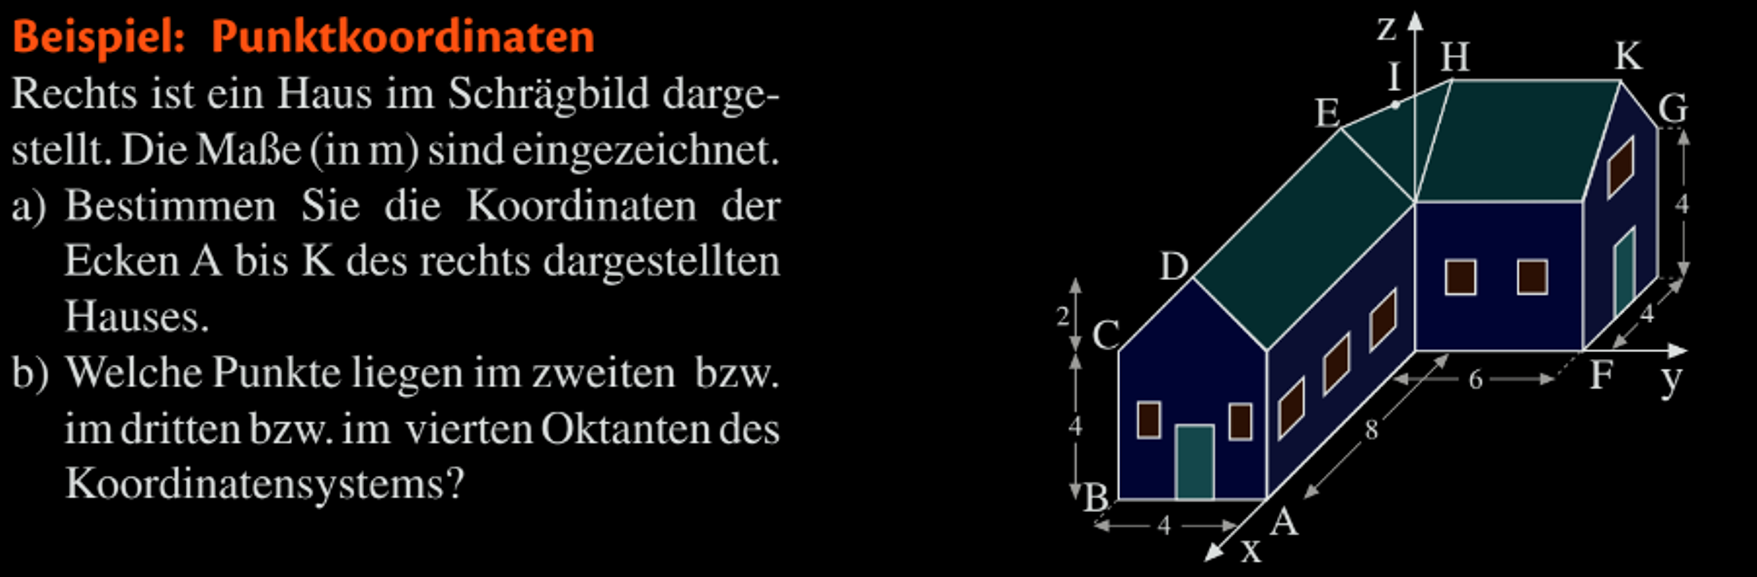 Beispiel: Punktkoordinaten
Rechts ist ein Haus im Schrägbild darge-
stellt. Die Maße (in m) sind eingezeichnet.
a) Bestimmen Sie die Koordinaten der
Ecken A bis K des rechts dargestellten
Hauses.
b) Welche Punkte liegen im zweiten bzw.
im dritten bzw. im vierten Oktanten des
Koordinatensystems?
z
H
K
I
E
G
4
D
2
C
4
F
6
y
8
4
B
4
A
x